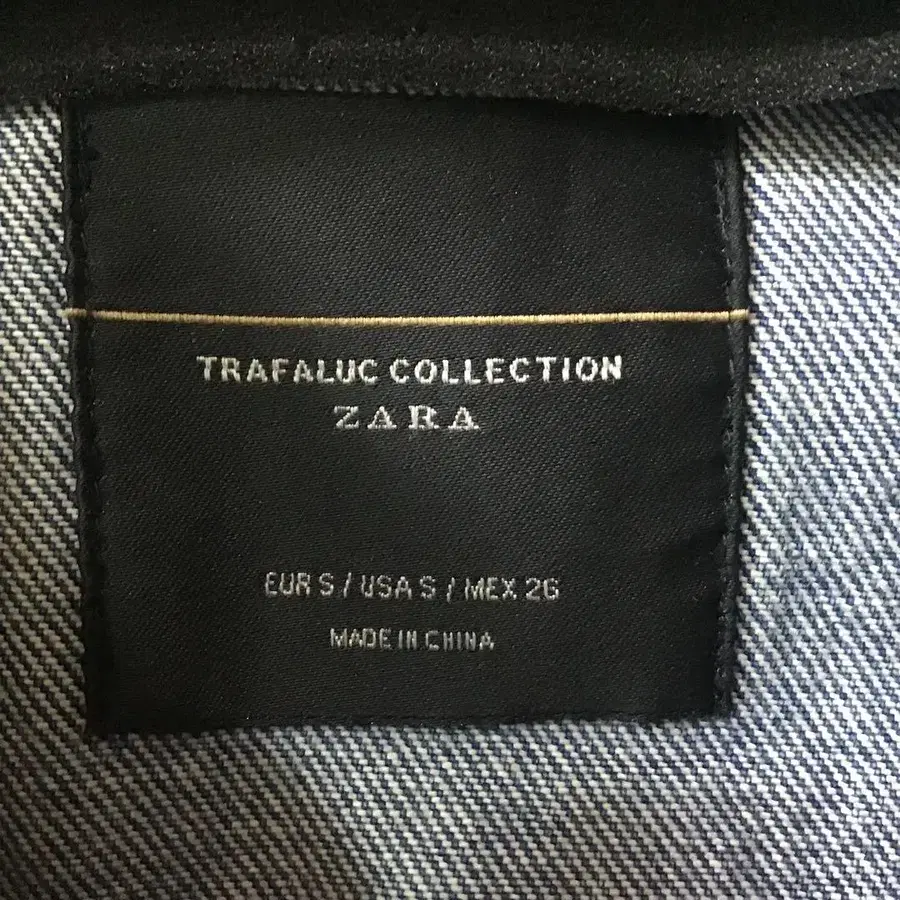 TRAFALUC COLLECTION
ZARA
EUR S / USA S / MEX 26
MADE IN CHINA